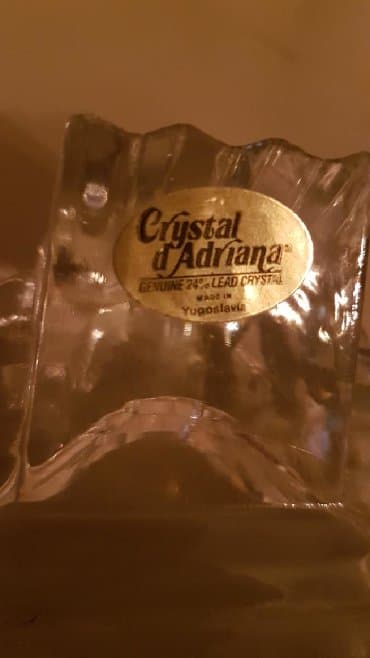 Crystal
d'Adriana®
GENUINE 24% LEAD CRYSTAL
MADE IN
Yugoslavia